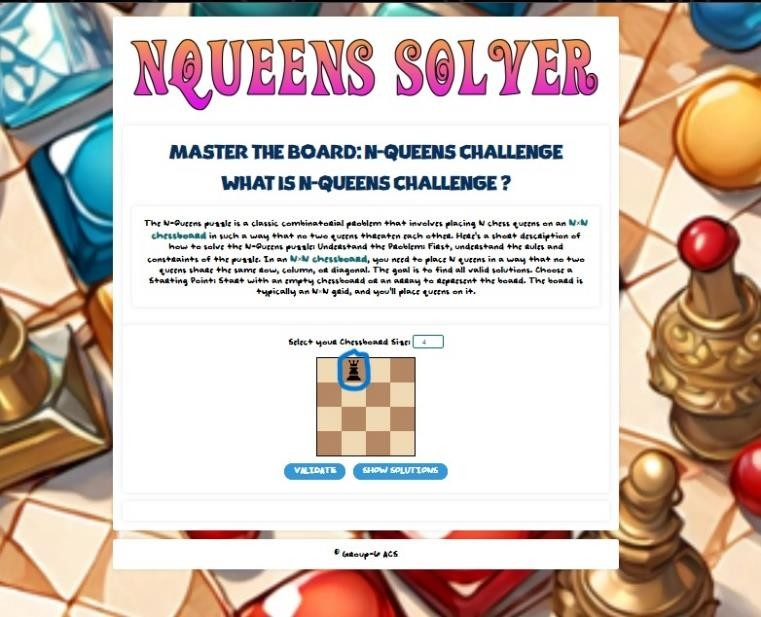 NQUEENS SOLVER
MASTER THE BOARD: N-QUEENS CHALLENGE
WHAT IS N-QUEENS CHALLENGE ?
The N-Queens puzzle is a classic combinatorial problem that involves placing N chess queens on an N×N
chessboard in such a way that no two queens threaten each other. Here's a short description of
how to solve the N-Queens puzzle: Understand the Problem: First, understand the rules and
constraints of the puzzle. In an N×N chessboard, you need to place N queens in a way that no two
queens share the same row, column, or diagonal. The goal is to find all valid solutions. Choose a
Starting Point: Start with an empty chessboard or an array to represent the board. The board is
typically an N×N grid, and you'll place queens on it.
Select your Chessboard Size: 4
VALIDATE SHOW SOLUTIONS
© Group-6 ACS